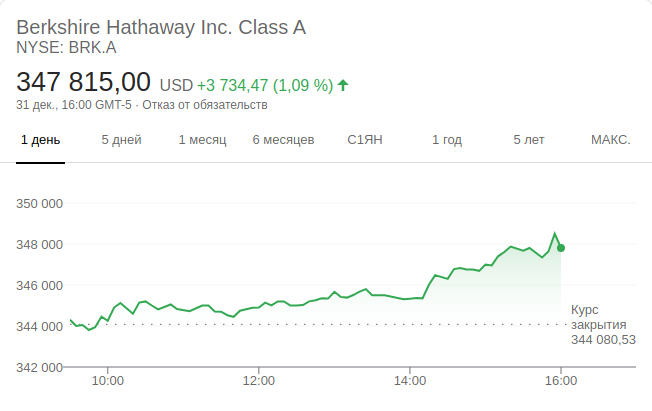 Berkshire Hathaway Inc. Class A
NYSE: BRK.A
347 815,00 USD +3 734,47 (1,09 %)
31 дек., 16:00 GMT-5 · Отказ от обязательств
1 день 5 дней 1 месяц 6 месяцев С1ЯН 1 год 5 лет МАКС.
350 000
348 000
346 000
344 000
342 000
Курс
закрытия
344 080,53
10:00 12:00 14:00 16:00